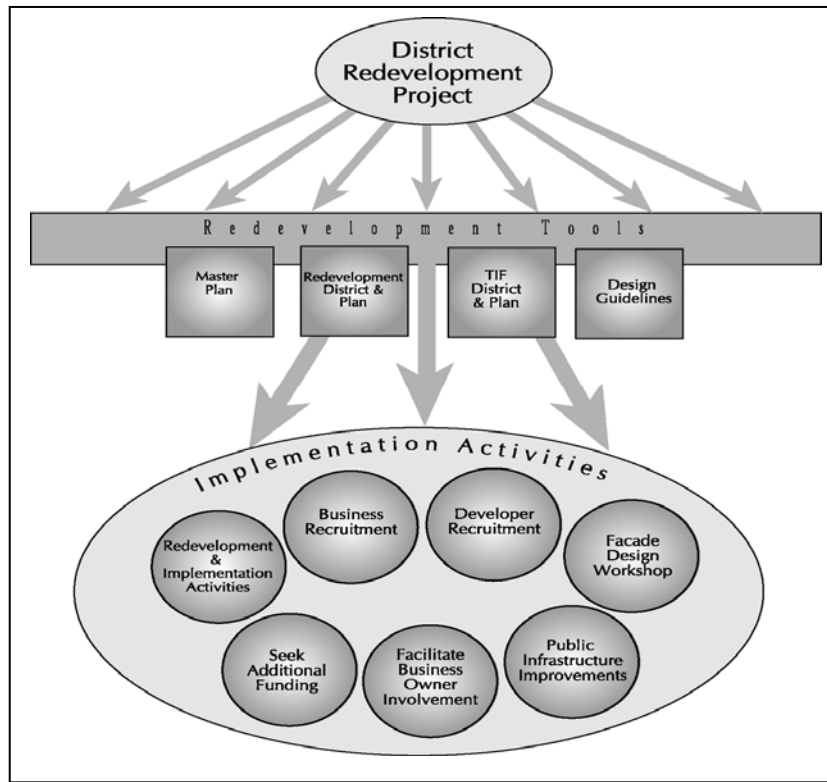 District
Redevelopment
Project
Redevelopment Tools
Master
Plan
Redevelopment
District &
Plan
TIF
District
& Plan
Design
Guidelines
Implementation Activities
Redevelopment
&
Implementation
Activities
Business
Recruitment
Developer
Recruitment
Facade
Design
Workshop
Seek
Additional
Funding
Facilitate
Business
Owner
Involvement
Public
Infrastructure
Improvements